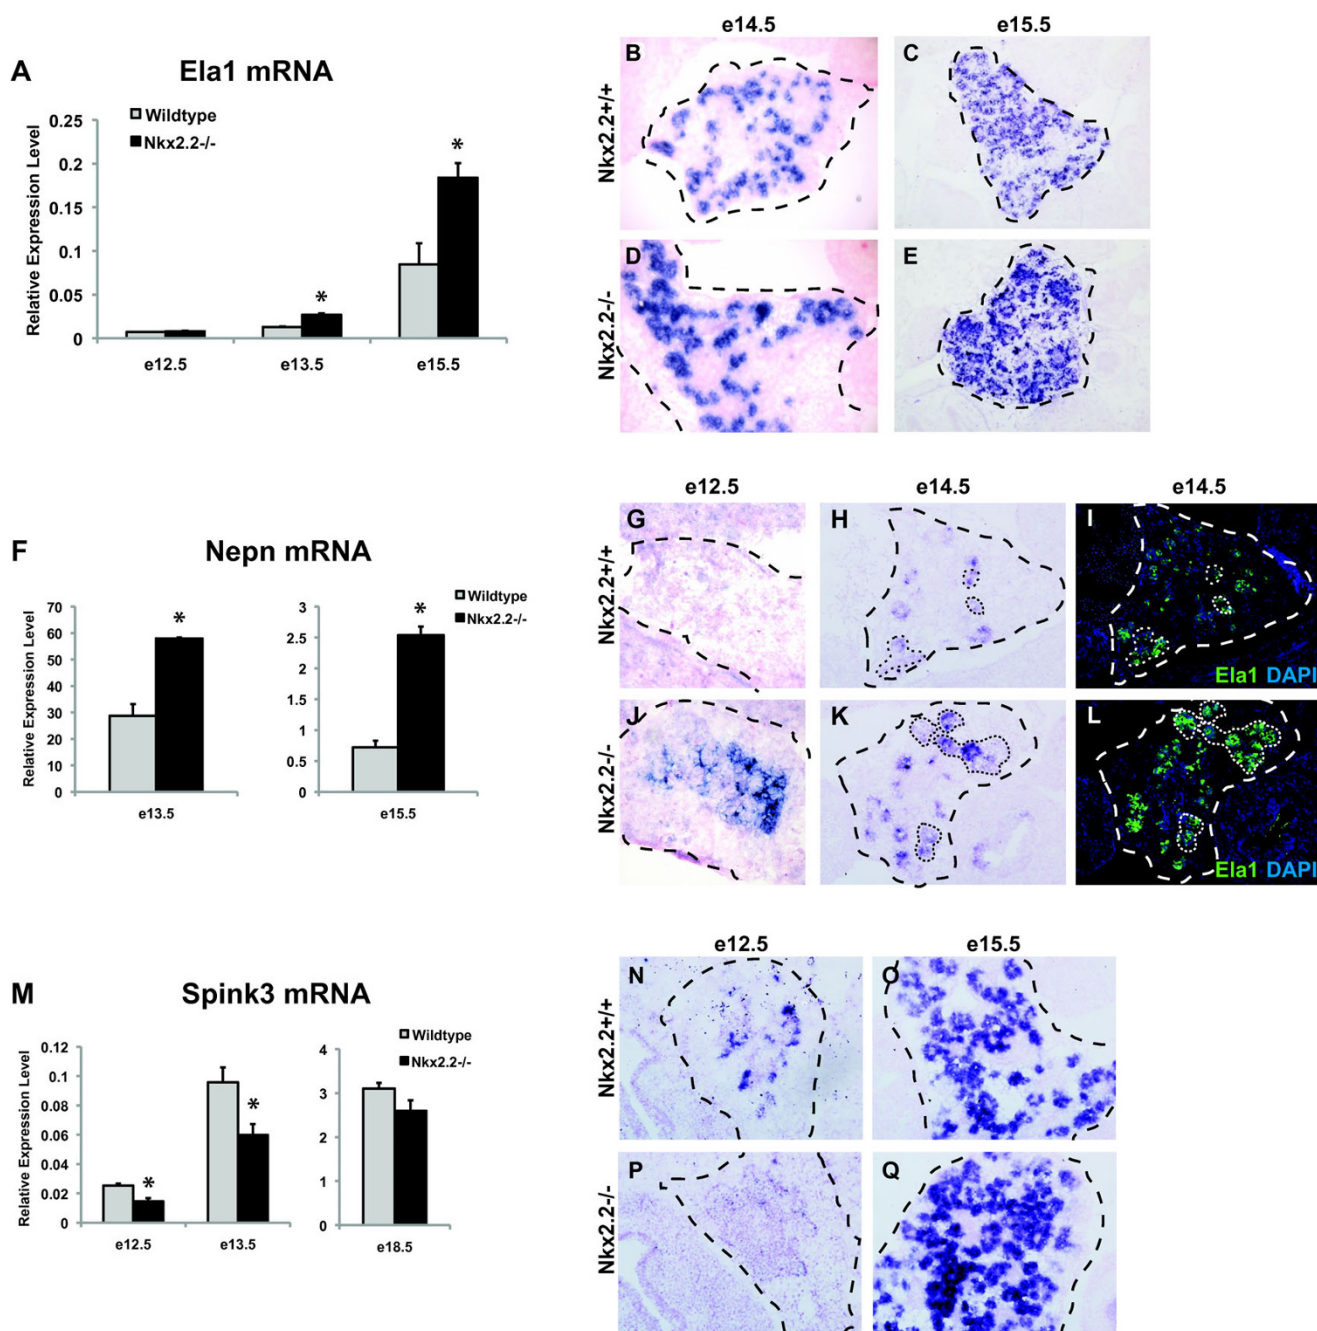 A
Ela1 mRNA
Wildtype
Nkx2.2-/-
Relative Expression Level
0.25
0.2
0.15
0.1
0.05
0
*
*
e12.5
e13.5
e15.5
e14.5
e15.5
Nkx2.2+/+
B
C
Nkx2.2-/-
D
E
F
Nepn mRNA
Wildtype
Nkx2.2-/-
Relative Expression Level
70
60
50
40
30
20
10
0
*
e13.5
3
2.5
2
1.5
1
0.5
0
*
e15.5
e12.5
e14.5
e14.5
Nkx2.2+/+
G
H
I
Ela1 DAPI
Nkx2.2-/-
J
K
L
Ela1 DAPI
M
Spink3 mRNA
Wildtype
Nkx2.2-/-
Relative Expression Level
0.12
0.1
0.08
0.06
0.04
0.02
0
*
*
e12.5
e13.5
4
3
2
1
0
e18.5
e12.5
e15.5
Nkx2.2+/+
N
O
Nkx2.2-/-
P
Q